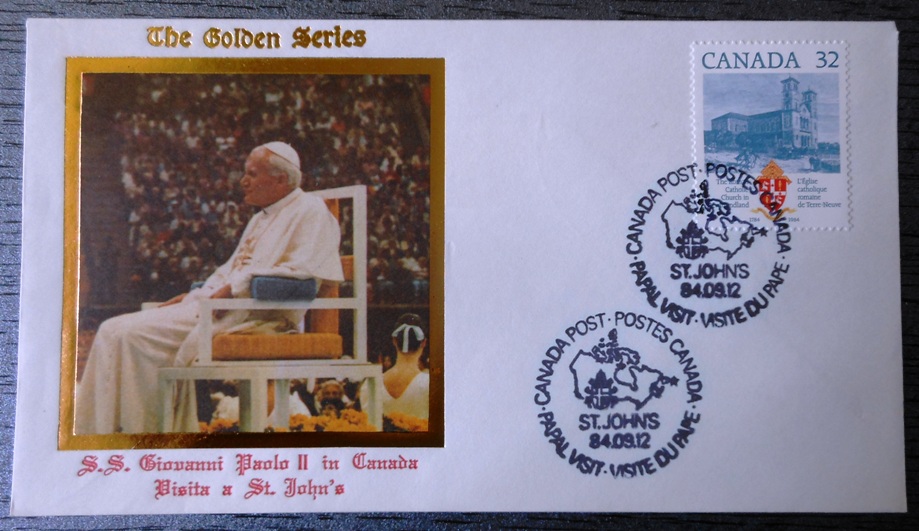 The Golden Series
S.S. Giovanni Paolo II in Canada
Visita a St. John's
CANADA 32
The
Catholic
Church in
L'Église
catholique
romaine
de Terre-Neuve
1784 1984
CANADA POST · POSTES CANADA
ST. JOHN'S
84.09.12
PAPAL VISIT · VISITE DU PAPE
CANADA POST · POSTES CANADA
ST. JOHN'S
84.09.12
PAPAL VISIT · VISITE DU PAPE